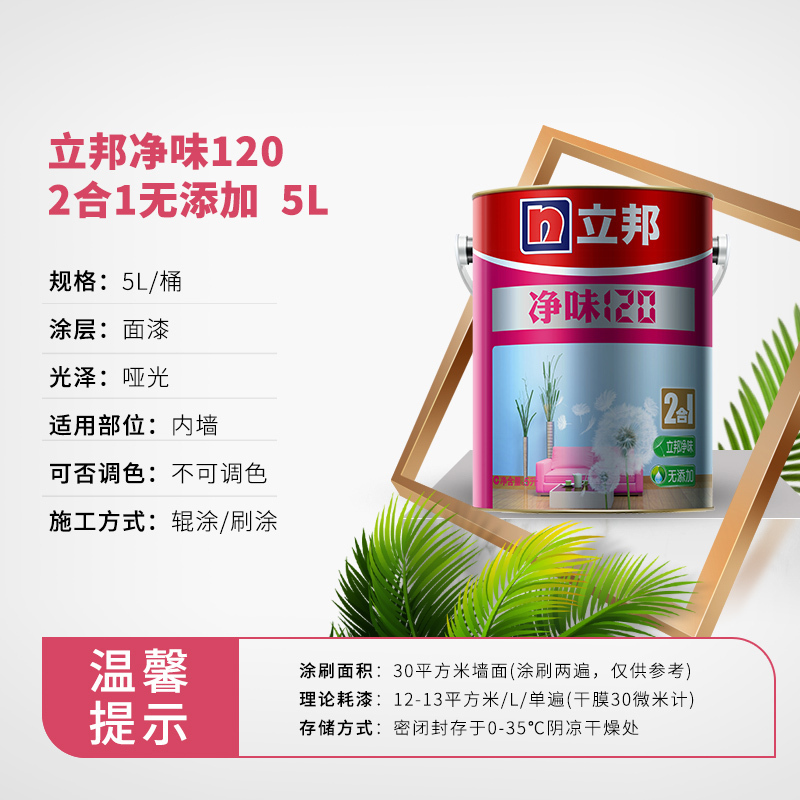 立邦净味120
2合1无添加 5L
规格：5L/桶
涂层：面漆
光泽：哑光
适用部位：内墙
可否调色：不可调色
施工方式：辊涂/刷涂
n 立邦
净味120
2合1
立邦净味
无添加
温馨
提示
涂刷面积：30平方米墙面(涂刷两遍，仅供参考)
理论耗漆：12-13平方米/L/单遍(干膜30微米计)
存储方式：密闭封存于0-35℃阴凉干燥处